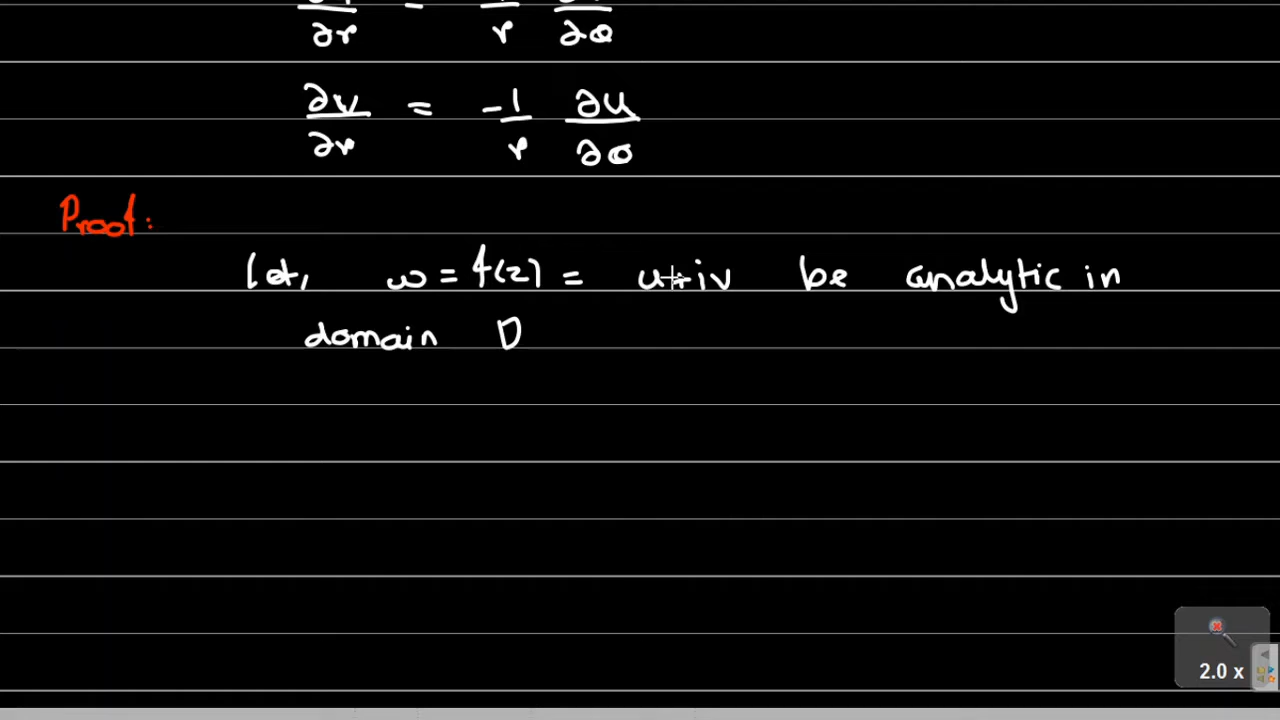 ∂r = r ∂θ
∂v/∂r = -1/r ∂u/∂θ
Proof:
let, w = f(z) = u+iv be analytic in
domain D
2.0 x